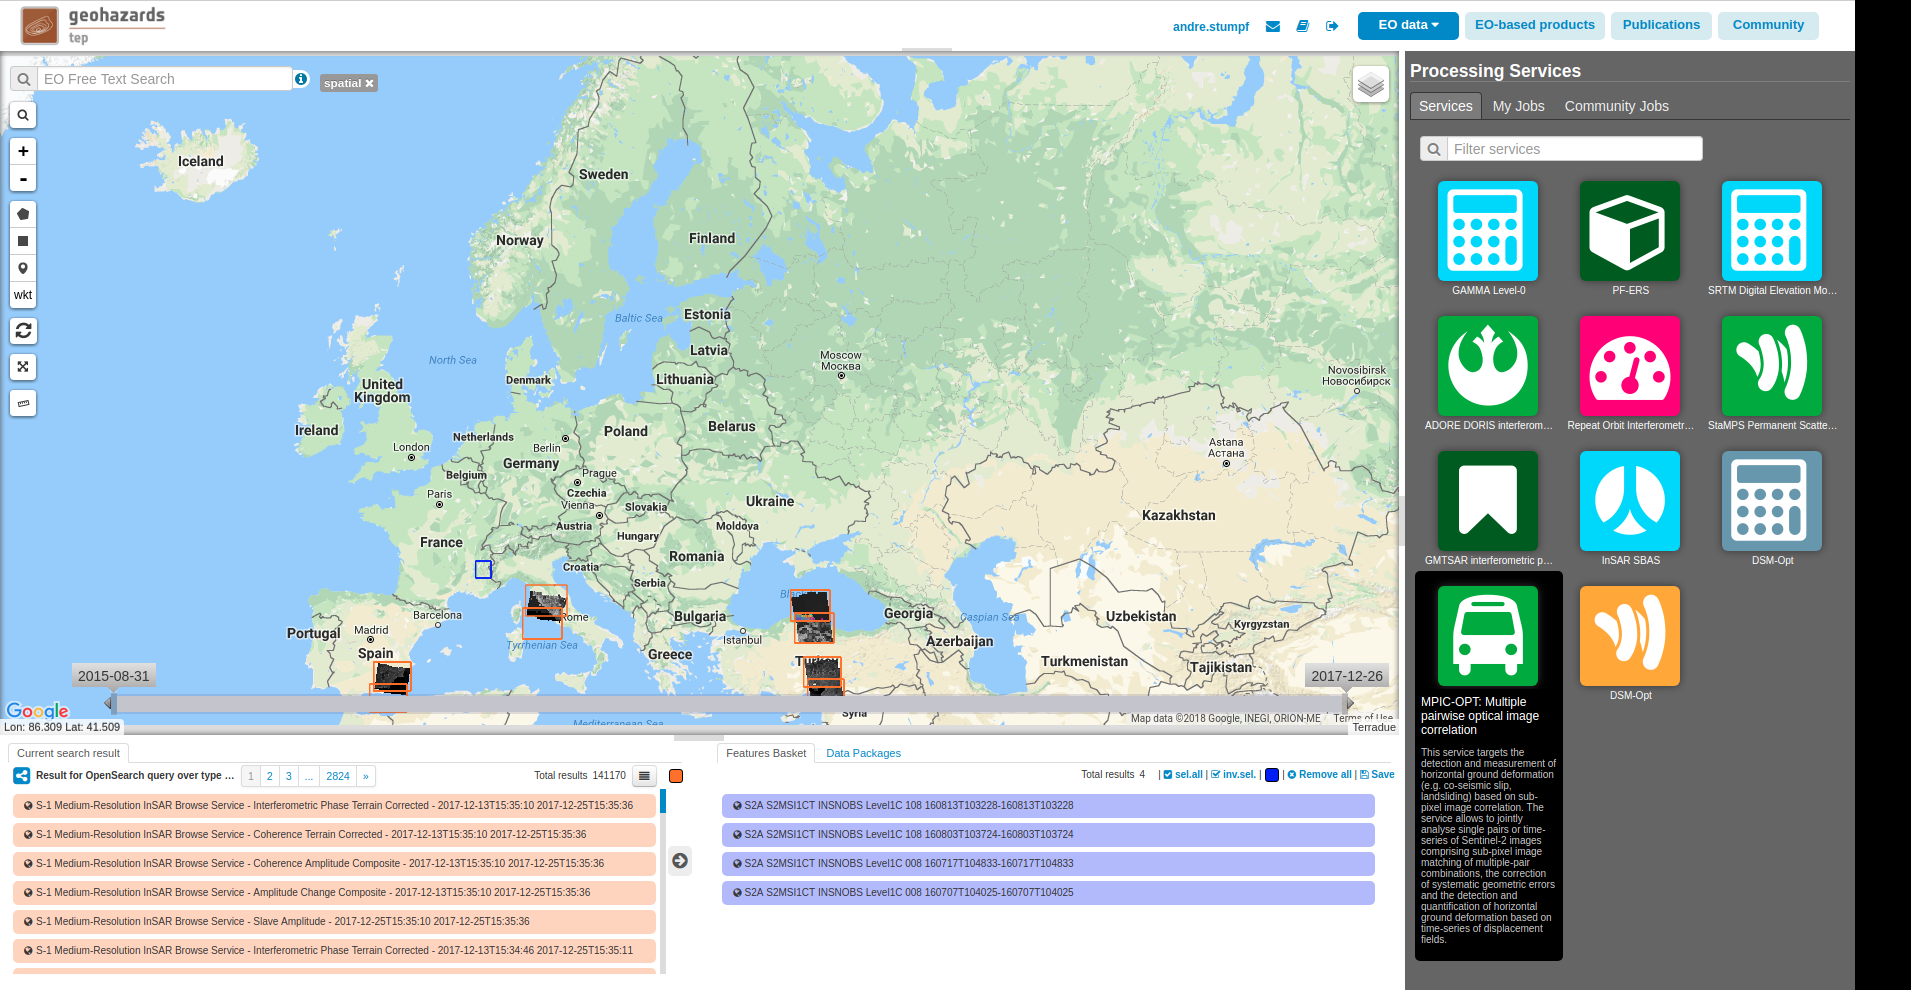 geohazards
tep
andre.stumpf
EO data
EO-based products
Publications
Community
EO Free Text Search
spatial ✖
+
-
wkt
Iceland
Sweden
Norway
Finland
Baltic Sea
Estonia
North Sea
Latvia
Moscow
Москва
Denmark
Lithuania
Novosibirsk
Новосибирск
United
Kingdom
Ireland
Netherlands
Berlin
Poland
Belarus
London
Germany
Astana
Астана
Belgium
Prague
Paris
Czechia
Vienna
Slovakia
Ukraine
Kazakhstan
Austria
Moldova
France
Hungary
Romania
Croatia
Serbia
Barcelona
Rome
Bulgaria
Georgia
Caspian Sea
Uzbekistan
Kyrgyzstan
Portugal
Madrid
Istanbul
Azerbaijan
Spain
Tyrrhenian Sea
Greece
Turkmenistan
Tajikistan
2015-08-31
2017-12-26
Syria
Google
Mediterranean Sea
Map data ©2018 Google, INEGI, ORION-ME
Terms of Use
Lon: 86.309 Lat: 41.509
Terradue
Current search result
Result for OpenSearch query over type ...
1
2
3
...
2824
»
Total results 141170
S-1 Medium-Resolution InSAR Browse Service - Interferometric Phase Terrain Corrected - 2017-12-13T15:35:10 2017-12-25T15:35:36
S-1 Medium-Resolution InSAR Browse Service - Coherence Terrain Corrected - 2017-12-13T15:35:10 2017-12-25T15:35:36
S-1 Medium-Resolution InSAR Browse Service - Coherence Amplitude Composite - 2017-12-13T15:35:10 2017-12-25T15:35:36
S-1 Medium-Resolution InSAR Browse Service - Amplitude Change Composite - 2017-12-13T15:35:10 2017-12-25T15:35:36
S-1 Medium-Resolution InSAR Browse Service - Slave Amplitude - 2017-12-25T15:35:10 2017-12-25T15:35:36
S-1 Medium-Resolution InSAR Browse Service - Interferometric Phase Terrain Corrected - 2017-12-13T15:34:46 2017-12-25T15:35:11
Features Basket
Data Packages
Total results 4 | sel.all | inv.sel. | | Remove all | Save
S2A S2MSI1CT INSNOBS Level1C 108 160813T103228-160813T103228
S2A S2MSI1CT INSNOBS Level1C 108 160803T103724-160803T103724
S2A S2MSI1CT INSNOBS Level1C 008 160717T104833-160717T104833
S2A S2MSI1CT INSNOBS Level1C 008 160707T104025-160707T104025
Processing Services
Services
My Jobs
Community Jobs
Filter services
GAMMA Level-0
PF-ERS
SRTM Digital Elevation Mo...
ADORE DORIS interferom...
Repeat Orbit Interferometr...
StaMPS Permanent Scatte...
GMTSAR interferometric p...
InSAR SBAS
DSM-Opt
MPIC-OPT: Multiple
pairwise optical image
correlation
This service targets the
detection and measurement of
horizontal ground deformation
(e.g. co-seismic slip,
landsliding) based on sub-
pixel image correlation. The
service allows to jointly
analyse single pairs or time-
series of Sentinel-2 images
comprising sub-pixel image
matching of multiple-pair
combinations, the correction
of systematic geometric errors
and the detection and
quantification of horizontal
ground deformation based on
time-series of displacement
fields.
DSM-Opt